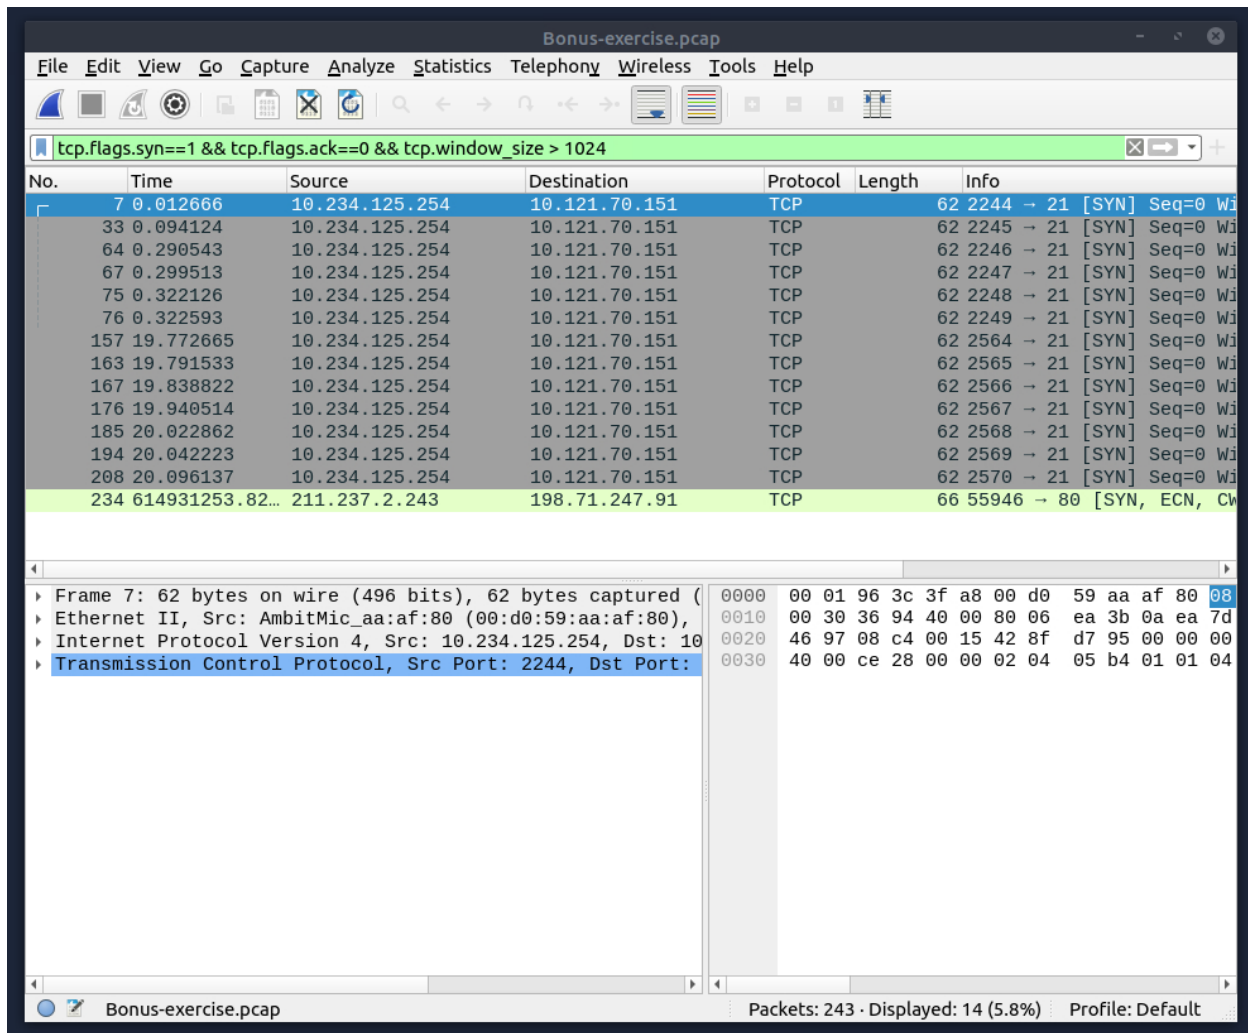 Bonus-exercise.pcap
File Edit View Go Capture Analyze Statistics Telephony Wireless Tools Help
tcp.flags.syn==1 && tcp.flags.ack==0 && tcp.window_size > 1024
No. Time Source Destination Protocol Length Info
7 0.012666 10.234.125.254 10.121.70.151 TCP 62 2244 → 21 [SYN] Seq=0 Wi
33 0.094124 10.234.125.254 10.121.70.151 TCP 62 2245 → 21 [SYN] Seq=0 Wi
64 0.290543 10.234.125.254 10.121.70.151 TCP 62 2246 → 21 [SYN] Seq=0 Wi
67 0.299513 10.234.125.254 10.121.70.151 TCP 62 2247 → 21 [SYN] Seq=0 Wi
75 0.322126 10.234.125.254 10.121.70.151 TCP 62 2248 → 21 [SYN] Seq=0 Wi
76 0.322593 10.234.125.254 10.121.70.151 TCP 62 2249 → 21 [SYN] Seq=0 Wi
157 19.772665 10.234.125.254 10.121.70.151 TCP 62 2564 → 21 [SYN] Seq=0 Wi
163 19.791533 10.234.125.254 10.121.70.151 TCP 62 2565 → 21 [SYN] Seq=0 Wi
167 19.838822 10.234.125.254 10.121.70.151 TCP 62 2566 → 21 [SYN] Seq=0 Wi
176 19.940514 10.234.125.254 10.121.70.151 TCP 62 2567 → 21 [SYN] Seq=0 Wi
185 20.022862 10.234.125.254 10.121.70.151 TCP 62 2568 → 21 [SYN] Seq=0 Wi
194 20.042223 10.234.125.254 10.121.70.151 TCP 62 2569 → 21 [SYN] Seq=0 Wi
208 20.096137 10.234.125.254 10.121.70.151 TCP 62 2570 → 21 [SYN] Seq=0 Wi
234 614931253.82… 211.237.2.243 198.71.247.91 TCP 66 55946 → 80 [SYN, ECN, CW
Frame 7: 62 bytes on wire (496 bits), 62 bytes captured (
Ethernet II, Src: AmbitMic_aa:af:80 (00:d0:59:aa:af:80),
Internet Protocol Version 4, Src: 10.234.125.254, Dst: 10
Transmission Control Protocol, Src Port: 2244, Dst Port:
0000 00 01 96 3c 3f a8 00 d0 59 aa af 80 08
0010 00 30 36 94 40 00 80 06 ea 3b 0a ea 7d
0020 46 97 08 c4 00 15 42 8f d7 95 00 00 00
0030 40 00 ce 28 00 00 02 04 05 b4 01 01 04
Bonus-exercise.pcap
Packets: 243 · Displayed: 14 (5.8%)
Profile: Default